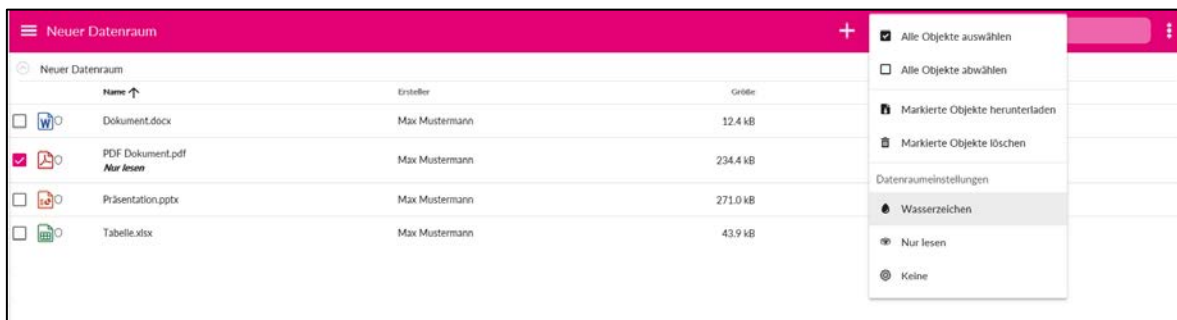 Neuer Datenraum
Neuer Datenraum
Name Ersteller Größe
Dokument.docx Max Mustermann 12.4 kB
PDF Dokument.pdf Max Mustermann 234.4 kB
Nur lesen
Präsentation.pptx Max Mustermann 271.0 kB
Tabelle.xlsx Max Mustermann 43.9 kB
Alle Objekte auswählen
Alle Objekte abwählen
Markierte Objekte herunterladen
Markierte Objekte löschen
Datenraumeinstellungen
Wasserzeichen
Nur lesen
Keine